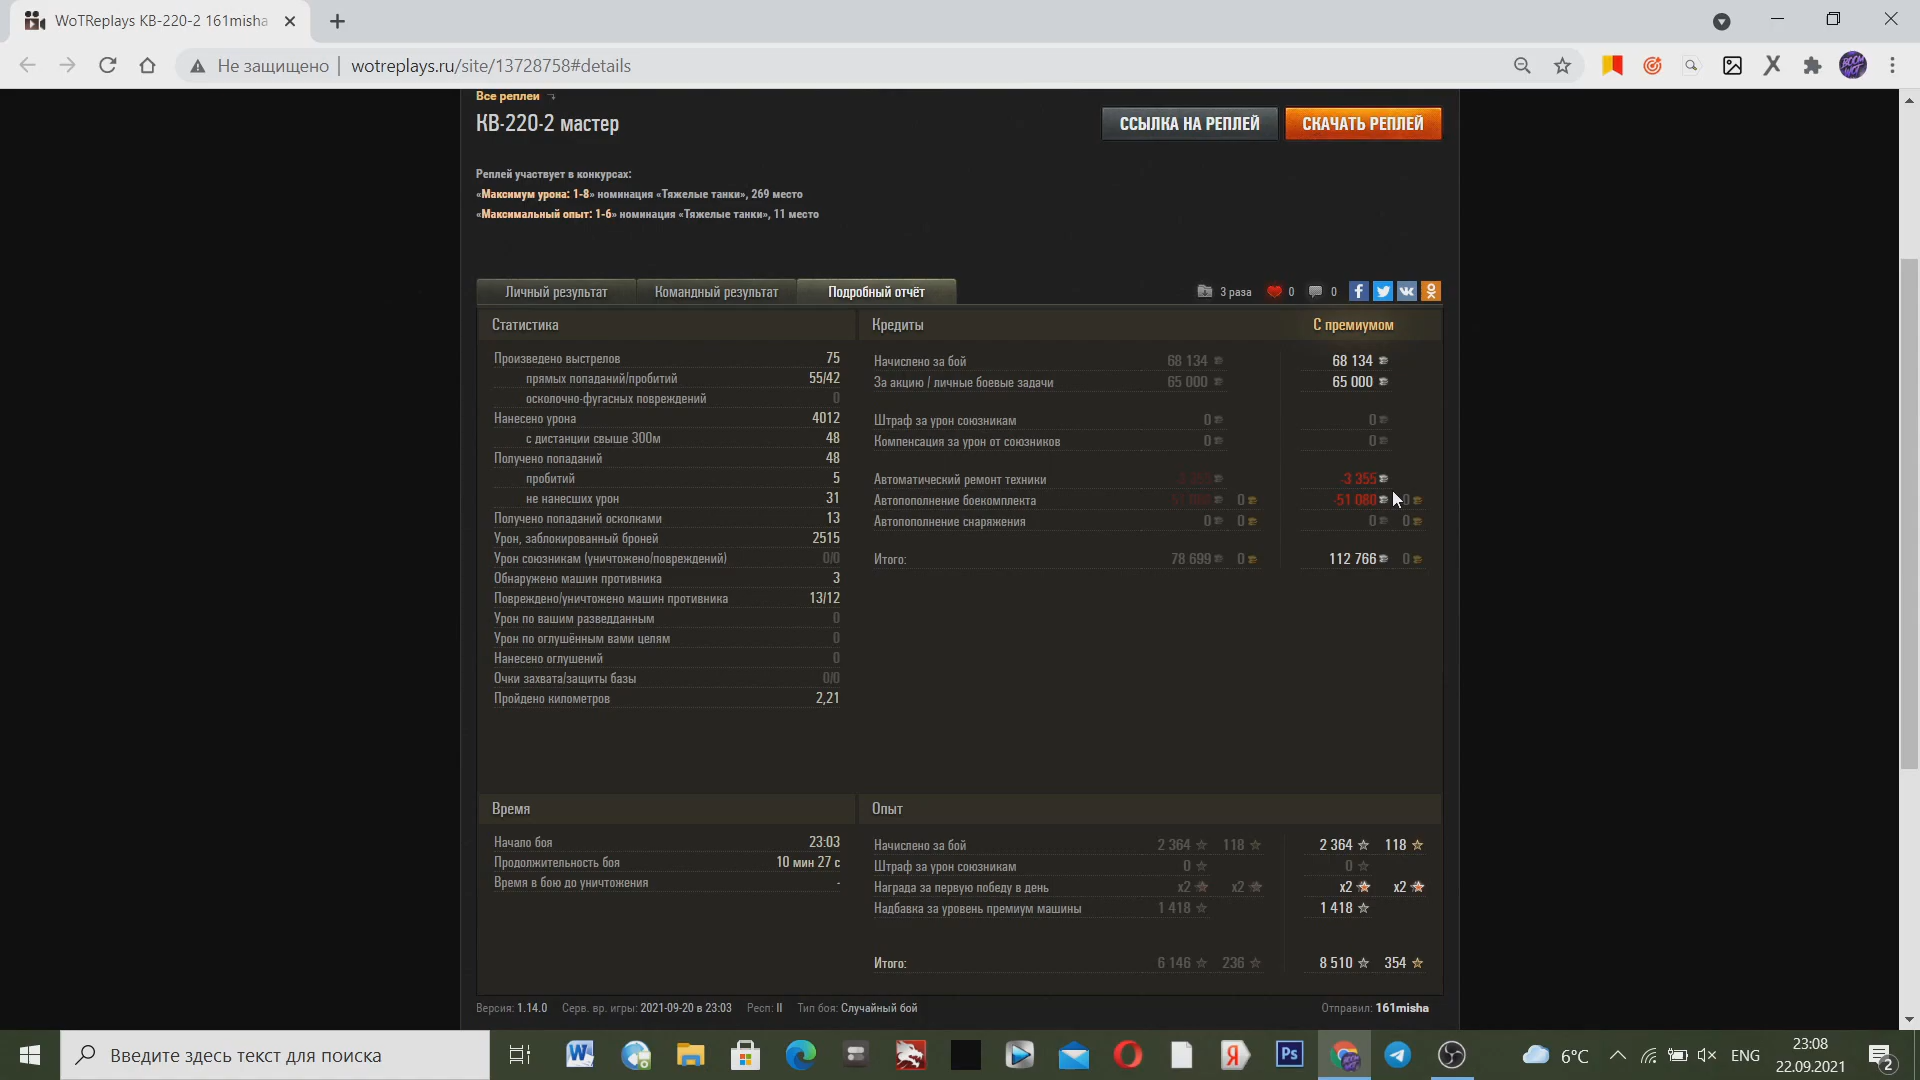 WoTReplays КВ-220-2 161misha
Не защищено
wotreplays.ru/site/13728758#details
Все реплеи
КВ-220-2 мастер
ССЫЛКА НА РЕПЛЕЙ
СКАЧАТЬ РЕПЛЕЙ
Реплей участвует в конкурсах:
«Максимум урона: 1-8» номинация «Тяжелые танки», 269 место
«Максимальный опыт: 1-6» номинация «Тяжелые танки», 11 место
Личный результат
Командный результат
Подробный отчёт
3 раза
0
0
Статистика
Произведено выстрелов 75
прямых попаданий/пробитий 55/42
осколочно-фугасных повреждений 0
Нанесено урона 4012
с дистанции свыше 300м 48
Получено попаданий 48
пробитий 5
не нанесших урон 31
Получено попаданий осколками 13
Урон, заблокированный броней 2515
Урон союзникам (уничтожено/повреждений) 0/0
Обнаружено машин противника 3
Повреждено/уничтожено машин противника 13/12
Урон по вашим разведданным 0
Урон по оглушённым вами целям 0
Нанесено оглушений 0
Очки захвата/защиты базы 0/0
Пройдено километров 2,21
Кредиты С премиумом
Начислено за бой 68 134 68 134
За акцию / личные боевые задачи 65 000 65 000
Штраф за урон союзникам 0 0
Компенсация за урон от союзников 0 0
Автоматический ремонт техники -3 355 -3 355
Автопополнение боекомплекта -51 080 0 -51 080 0
Автопополнение снаряжения 0 0 0 0
Итого: 78 699 0 112 766 0
Время
Начало боя 23:03
Продолжительность боя 10 мин 27 с
Время в бою до уничтожения -
Опыт
Начислено за бой 2 364 118 2 364 118
Штраф за урон союзникам 0 0
Награда за первую победу в день x2 x2 x2 x2
Надбавка за уровень премиум машины 1 418 1 418
Итого: 6 146 236 8 510 354
Версия: 1.14.0 Серв. вр. игры: 2021-09-20 в 23:03 Респ: II Тип боя: Случайный бой
Отправил: 161misha
Введите здесь текст для поиска
6°C
ENG
23:08
22.09.2021
2